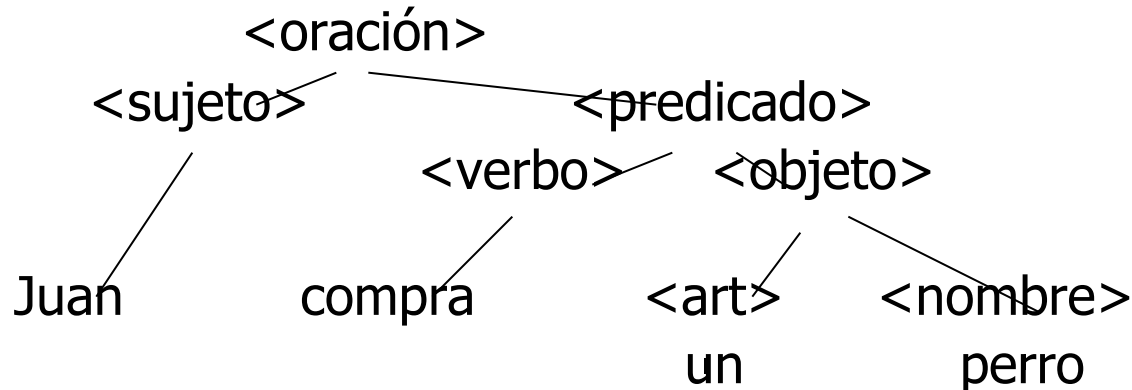 <oración>
<sujeto> <predicado>
<verbo> <objeto>
Juan compra <art> <nombre>
un perro